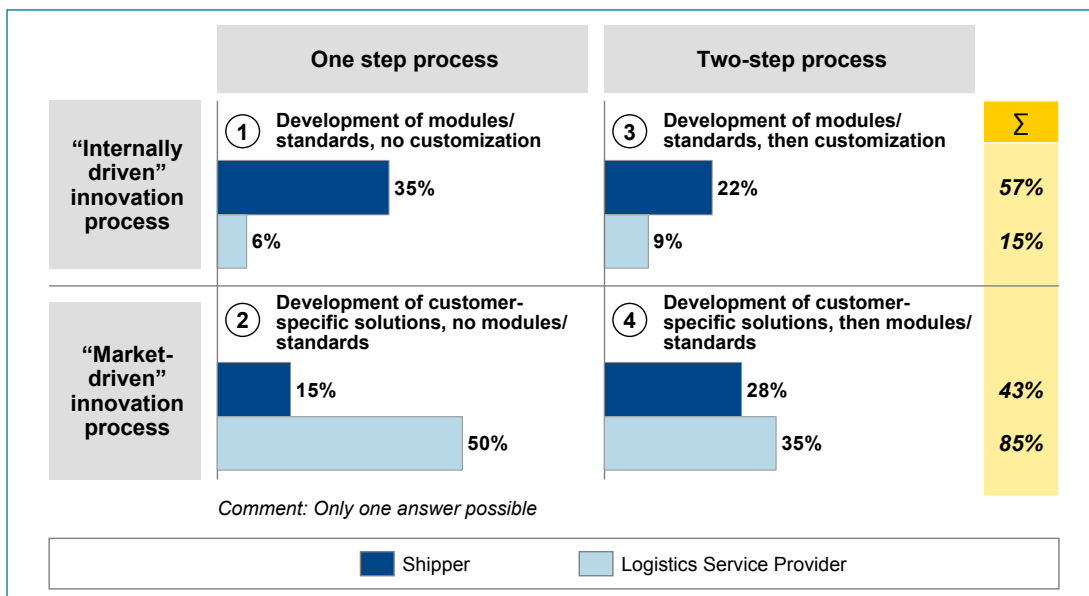 One step process
Two-step process
“Internally
driven”
innovation
process
1
Development of modules/
standards, no customization
35%
6%
3
Development of modules/
standards, then customization
22%
9%
∑
57%
15%
“Market-
driven”
innovation
process
2
Development of customer-
specific solutions, no modules/
standards
15%
50%
4
Development of customer-
specific solutions, then modules/
standards
28%
35%
43%
85%
Comment: Only one answer possible
Shipper
Logistics Service Provider